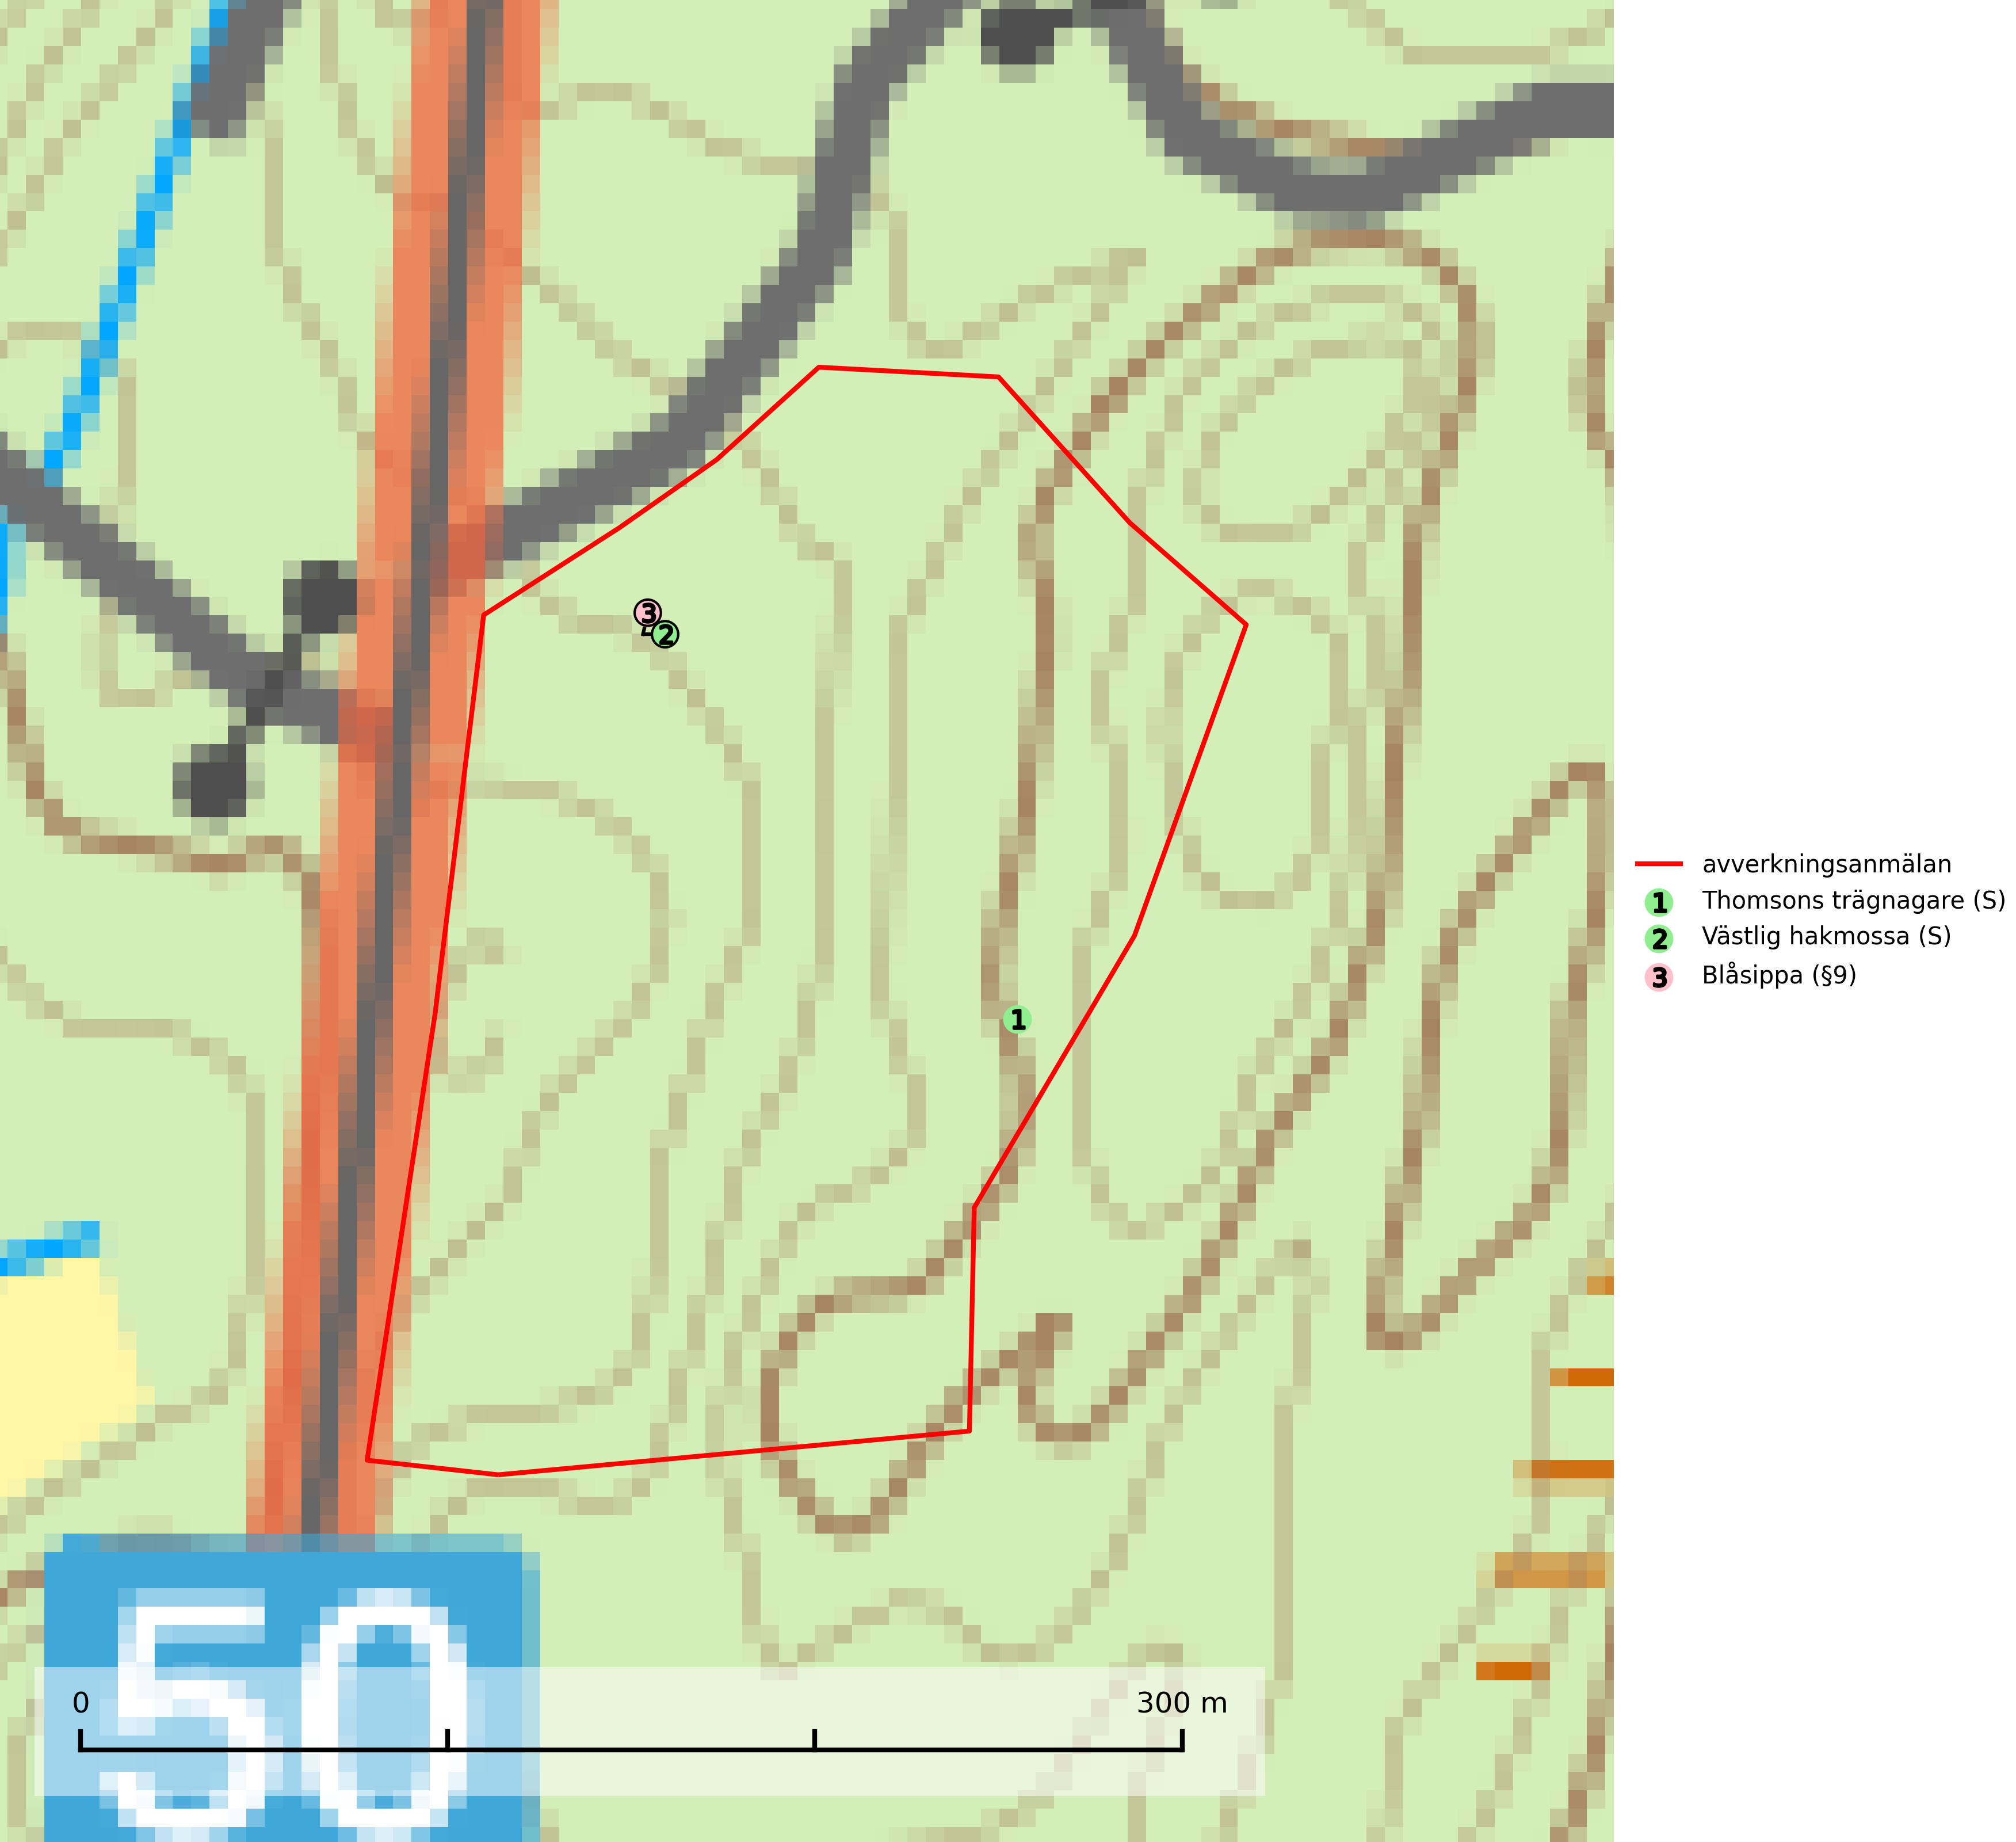 3
2
1
avverkningsanmälan
1 Thomsons trägnagare (S)
2 Västlig hakmossa (S)
3 Blåsippa (§9)
50
0 300 m